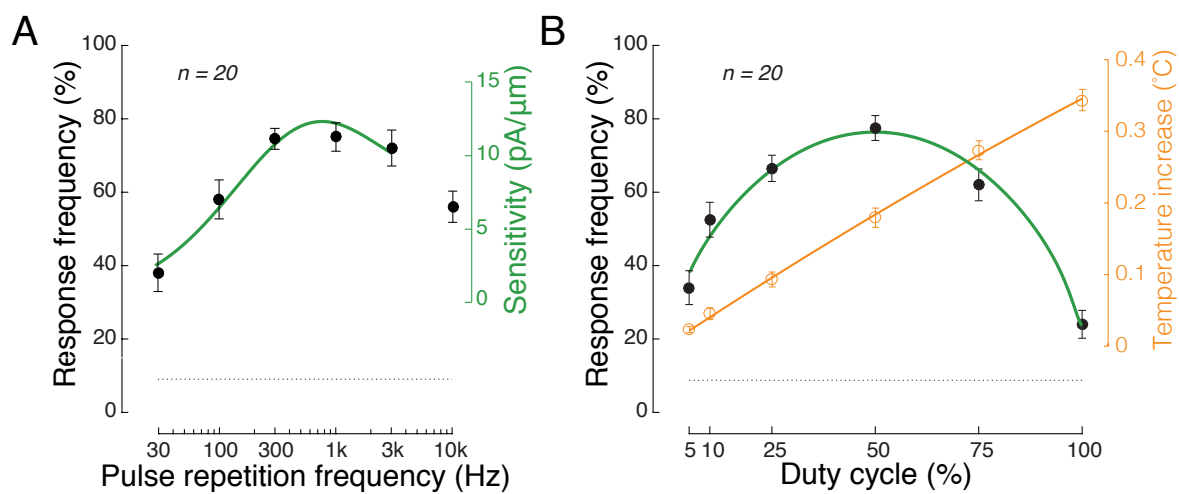 A
Response frequency (%)
100
80
60
40
20
0
n = 20
15
10
5
0
Sensitivity (pA/µm)
30 100 300 1k 3k 10k
Pulse repetition frequency (Hz)
B
Response frequency (%)
100
80
60
40
20
0
n = 20
0.4
0.3
0.2
0.1
0
Temperature increase (˚C)
5 10 25 50 75 100
Duty cycle (%)